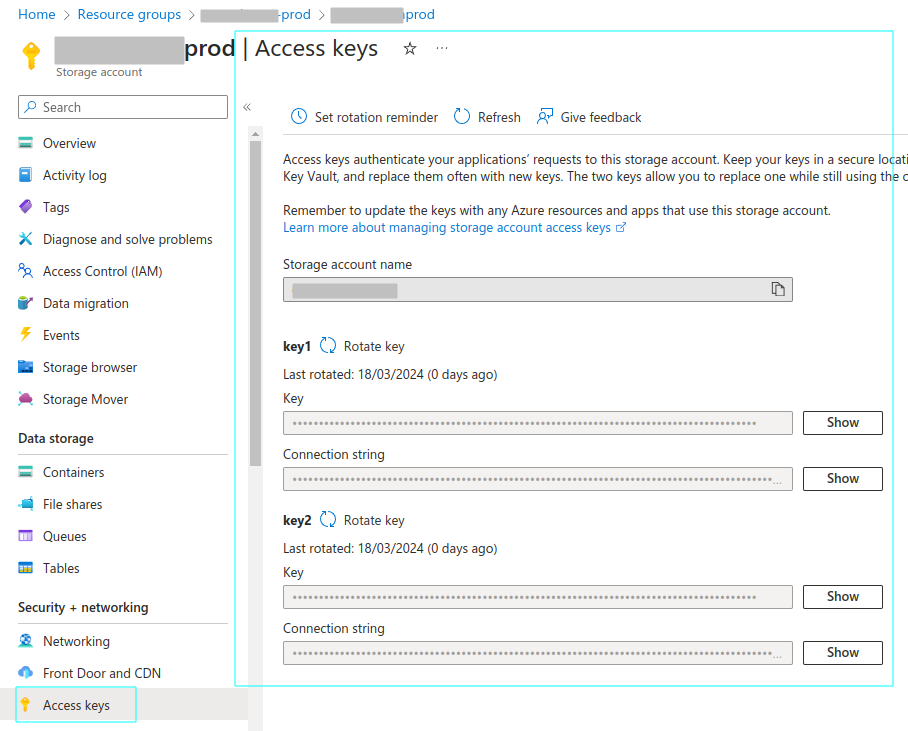 Home > Resource groups > -prod > prod
prod | Access keys ☆ ...
Storage account
Search
«
Overview
Activity log
Tags
Diagnose and solve problems
Access Control (IAM)
Data migration
Events
Storage browser
Storage Mover
Data storage
Containers
File shares
Queues
Tables
Security + networking
Networking
Front Door and CDN
Access keys
Set rotation reminder Refresh Give feedback
Access keys authenticate your applications' requests to this storage account. Keep your keys in a secure locati
Key Vault, and replace them often with new keys. The two keys allow you to replace one while still using the o
Remember to update the keys with any Azure resources and apps that use this storage account.
Learn more about managing storage account access keys
Storage account name
key1 Rotate key
Last rotated: 18/03/2024 (0 days ago)
Key
Show
Connection string
Show
key2 Rotate key
Last rotated: 18/03/2024 (0 days ago)
Key
Show
Connection string
Show